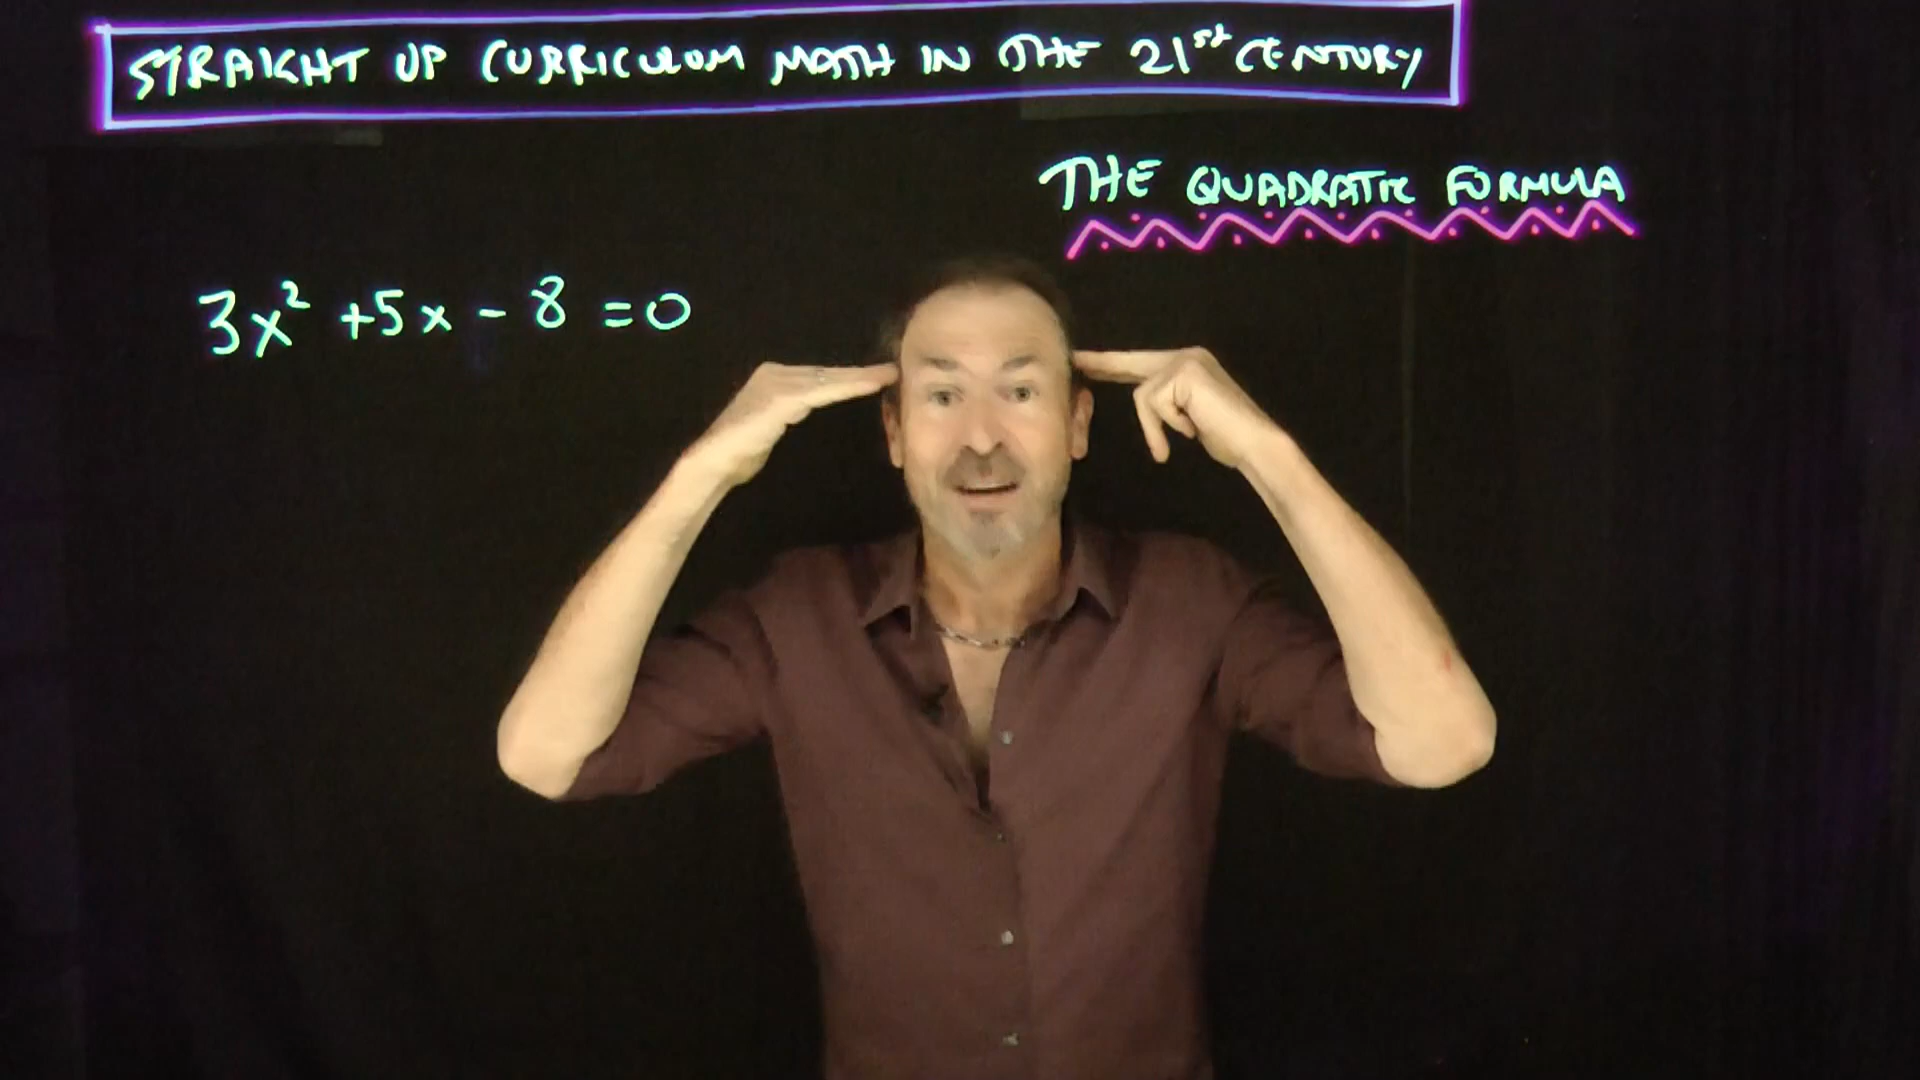 STRAIGHT UP CURRICULUM MATH IN THE 21st CENTURY
THE QUADRATIC FORMULA
3x² +5x - 8 = 0